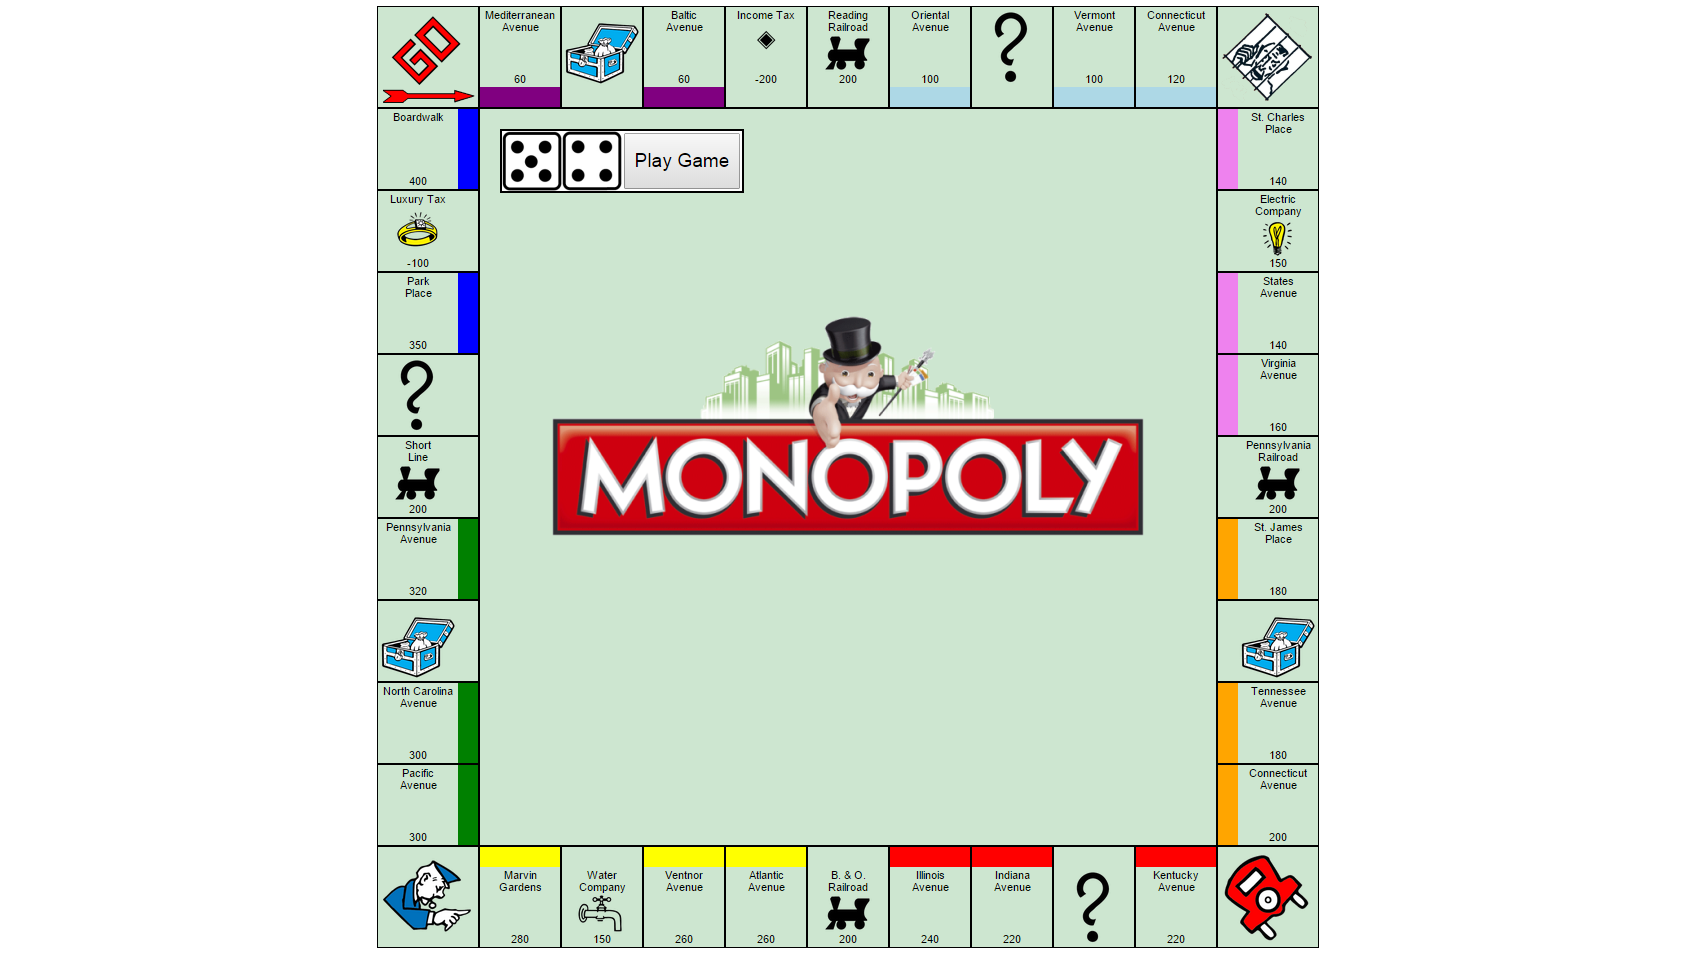 GO
Mediterranean
Avenue
60
Baltic
Avenue
60
Income Tax
-200
Reading
Railroad
200
Oriental
Avenue
100
?
Vermont
Avenue
100
Connecticut
Avenue
120
Boardwalk
400
St. Charles
Place
140
Play Game
Luxury Tax
-100
Electric
Company
150
Park
Place
350
States
Avenue
140
?
Virginia
Avenue
160
Short
Line
200
Pennsylvania
Railroad
200
MONOPOLY
Pennsylvania
Avenue
320
St. James
Place
180
North Carolina
Avenue
300
Tennessee
Avenue
180
Pacific
Avenue
300
Connecticut
Avenue
200
Marvin
Gardens
280
Water
Company
150
Ventnor
Avenue
260
Atlantic
Avenue
260
B. & O.
Railroad
200
Illinois
Avenue
240
Indiana
Avenue
220
?
Kentucky
Avenue
220